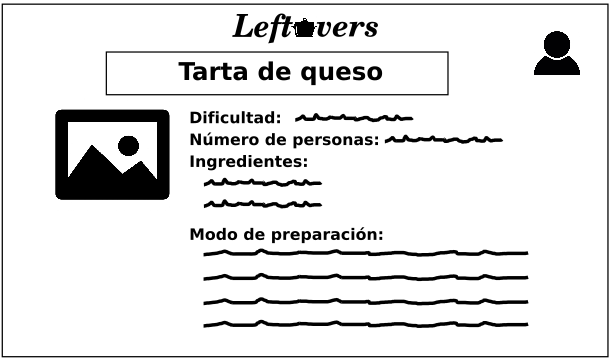 Leftovers
Tarta de queso
Dificultad:
Número de personas:
Ingredientes:
Modo de preparación: